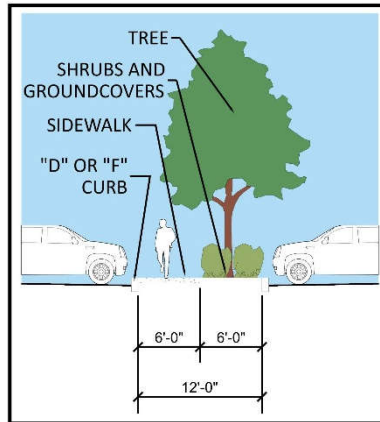 TREE
SHRUBS AND
GROUNDCOVERS
SIDEWALK
"D" OR "F"
CURB
6'-0" 6'-0"
12'-0"